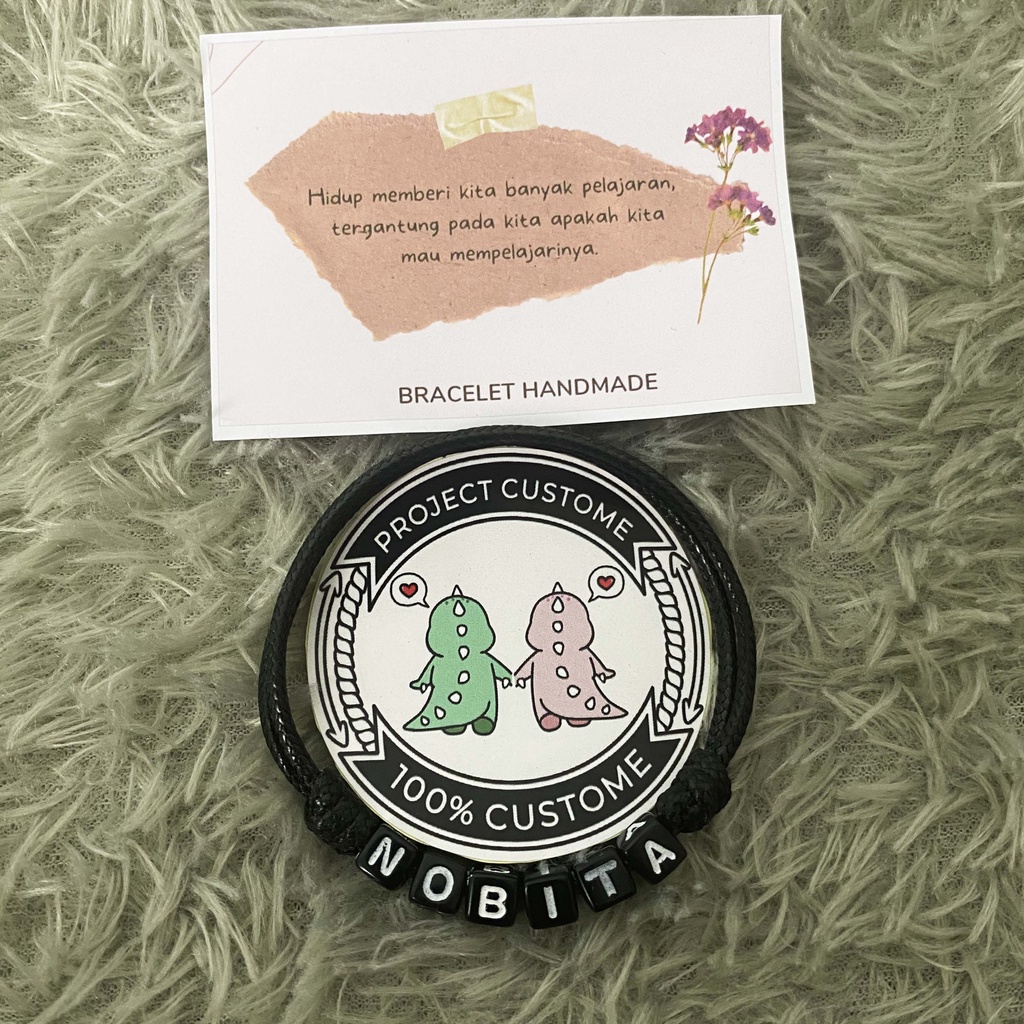 Hidup memberi kita banyak pelajaran,
tergantung pada kita apakah kita
mau mempelajarinya.
BRACELET HANDMADE
PROJECT CUSTOME
100% CUSTOME
NOBITA